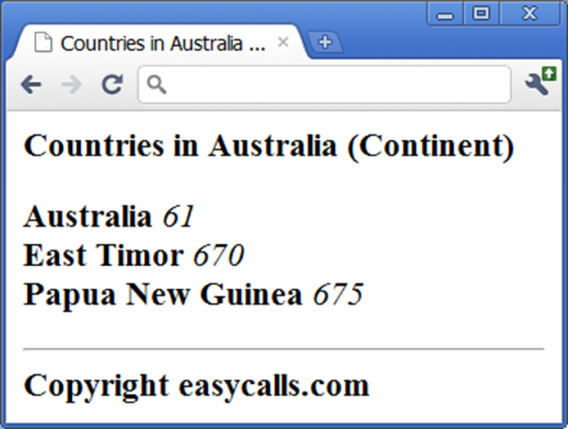 Countries in Australia ...
Countries in Australia (Continent)
Australia 61
East Timor 670
Papua New Guinea 675
Copyright easycalls.com